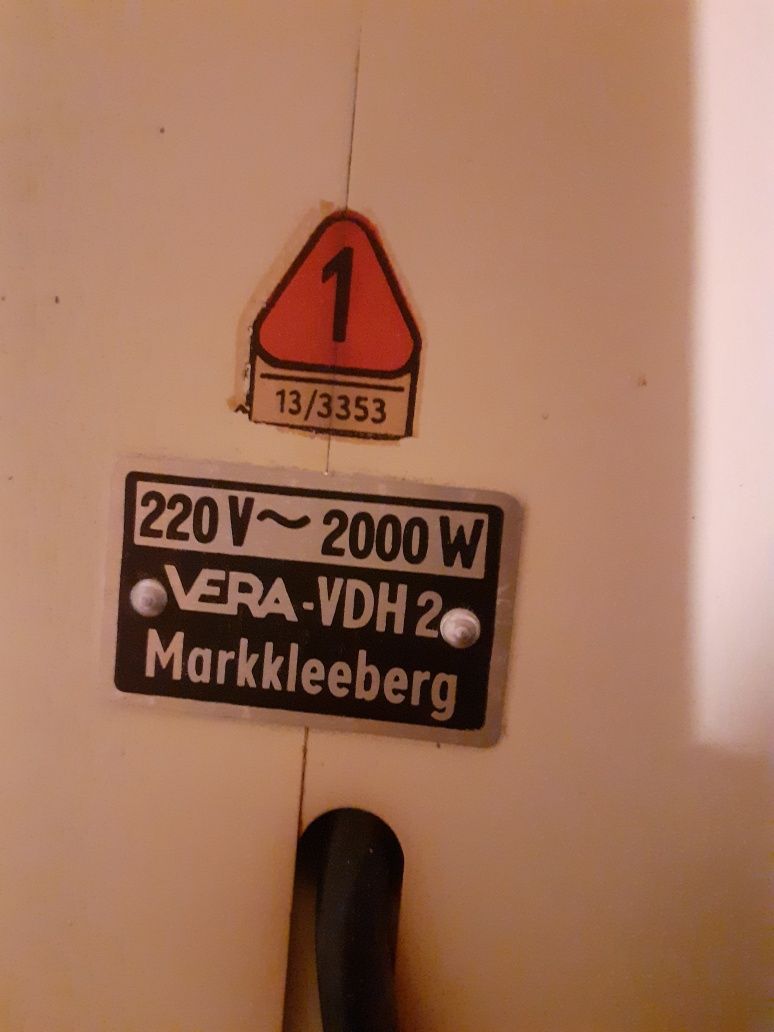 1
13/3353
220 V ~ 2000 W
VERA-VDH 2
Markkleeberg